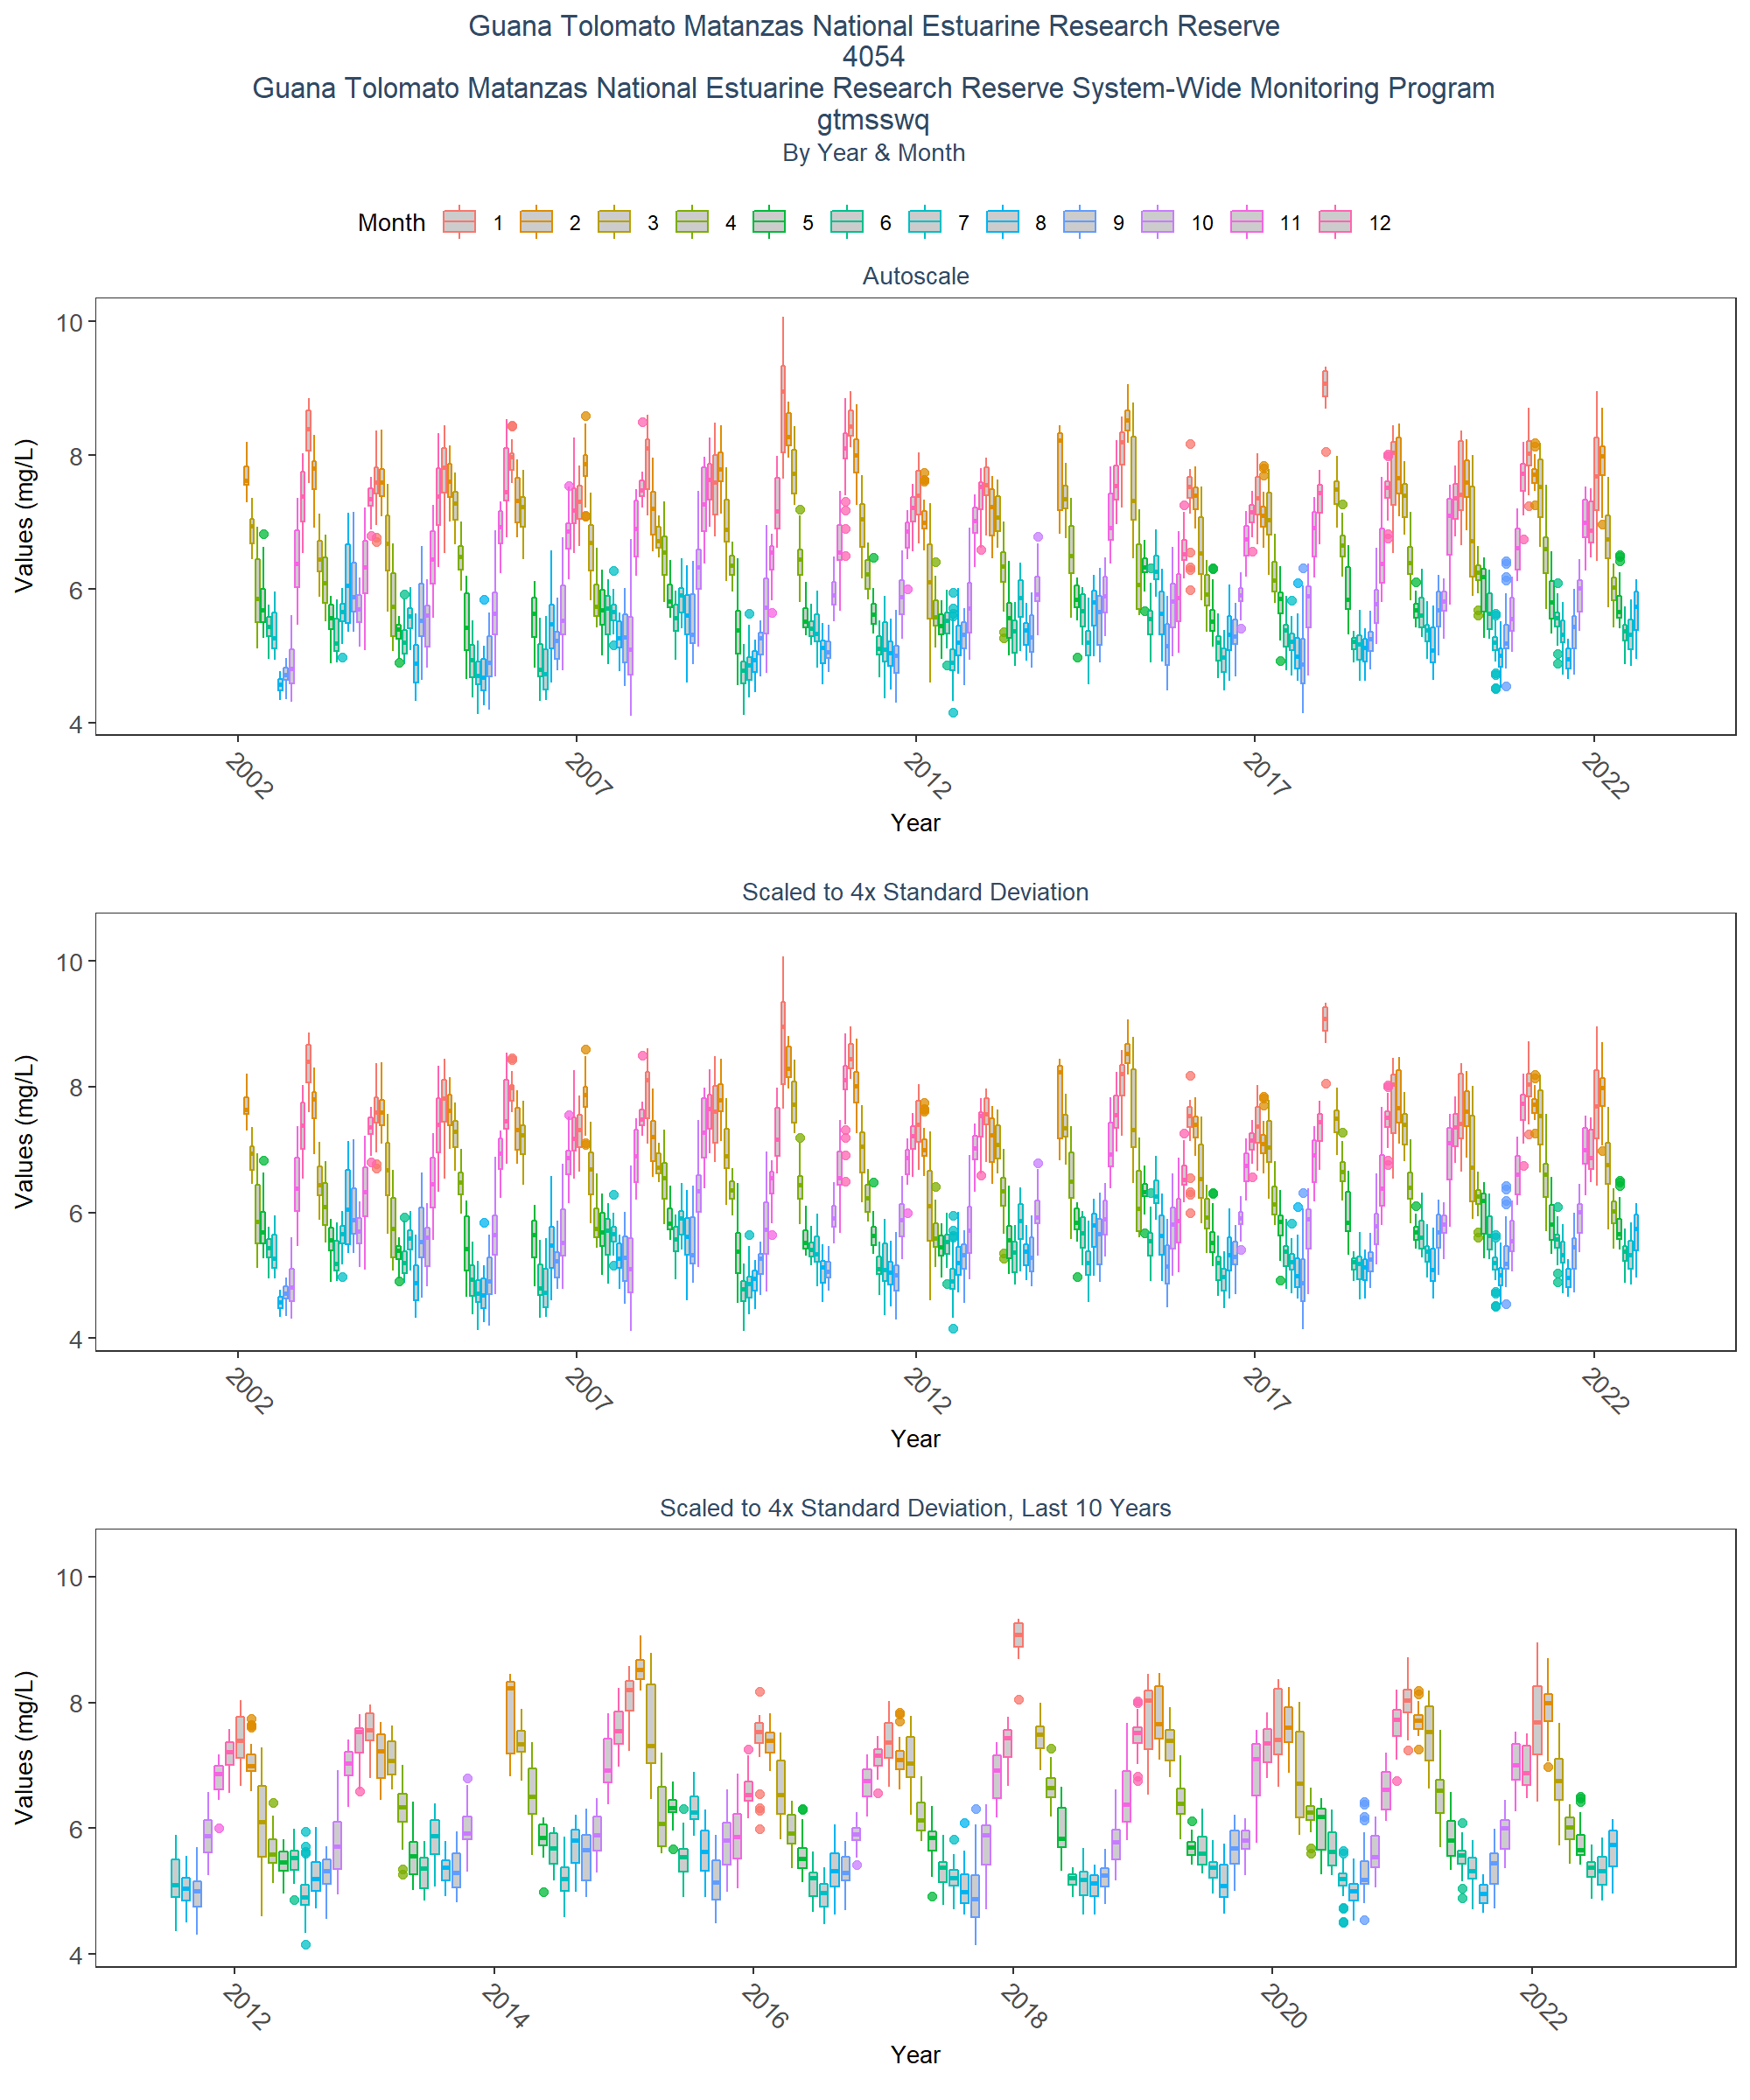 Guana Tolomato Matanzas National Estuarine Research Reserve
4054
Guana Tolomato Matanzas National Estuarine Research Reserve System-Wide Monitoring Program
gtmsswq
By Year & Month
Month 1 2 3 4 5 6 7 8 9 10 11 12
Autoscale
Values (mg/L)
10
8
6
4
2002 2007 2012 2017 2022
Year
Scaled to 4x Standard Deviation
Values (mg/L)
10
8
6
4
2002 2007 2012 2017 2022
Year
Scaled to 4x Standard Deviation, Last 10 Years
Values (mg/L)
10
8
6
4
2012 2014 2016 2018 2020 2022
Year